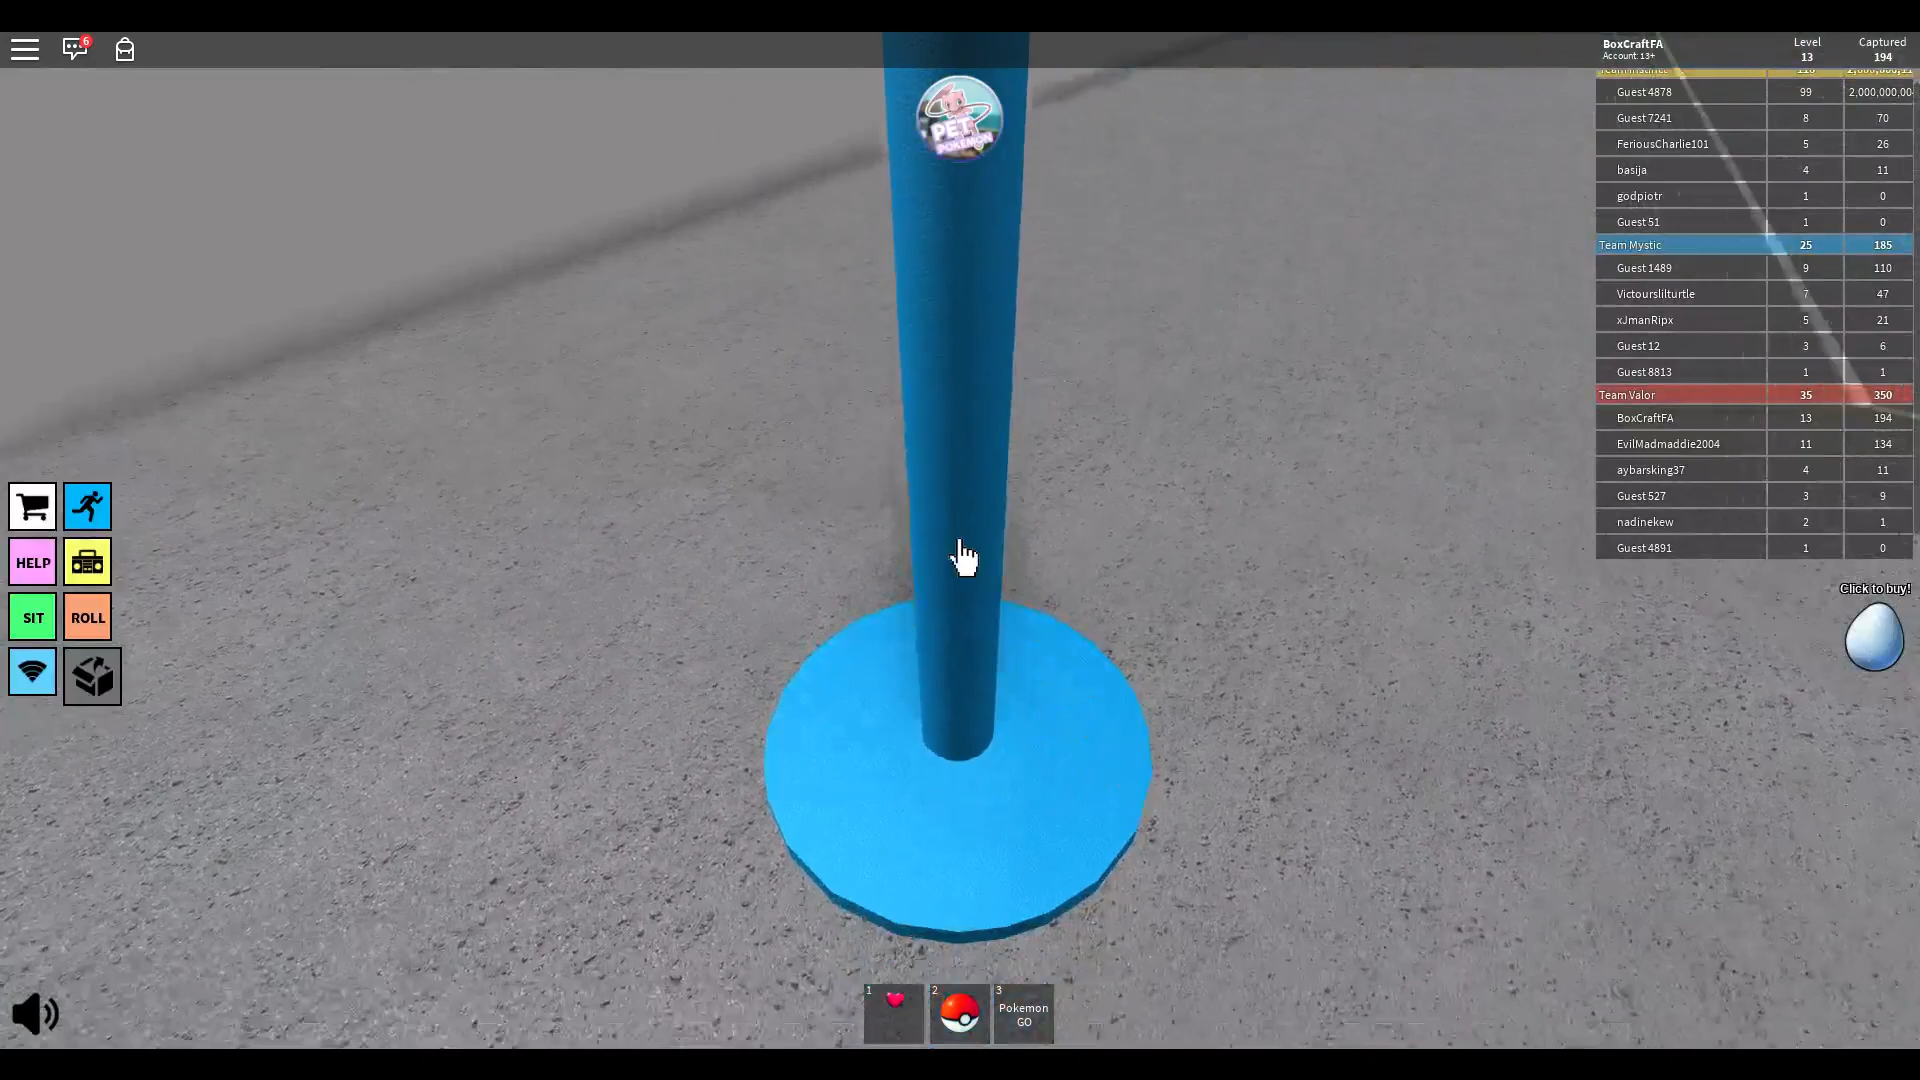 6
BoxCraftFA
Account: 13+
Level
13
Captured
194
Guest 4878 99 2,000,000,00
Guest 7241 8 70
FeriousCharlie101 5 26
basija 4 11
godpiotr 1 0
Guest 51 1 0
Team Mystic 25 185
Guest 1489 9 110
Victourslilturtle 7 47
xJmanRipx 5 21
Guest 12 3 6
Guest 8813 1 1
Team Valor 35 350
BoxCraftFA 13 194
EvilMadmaddie2004 11 134
aybarsking37 4 11
Guest 527 3 9
nadinekew 2 1
Guest 4891 1 0
PET
POKEMON
HELP
SIT
ROLL
Click to buy!
1
2
3
Pokemon
GO